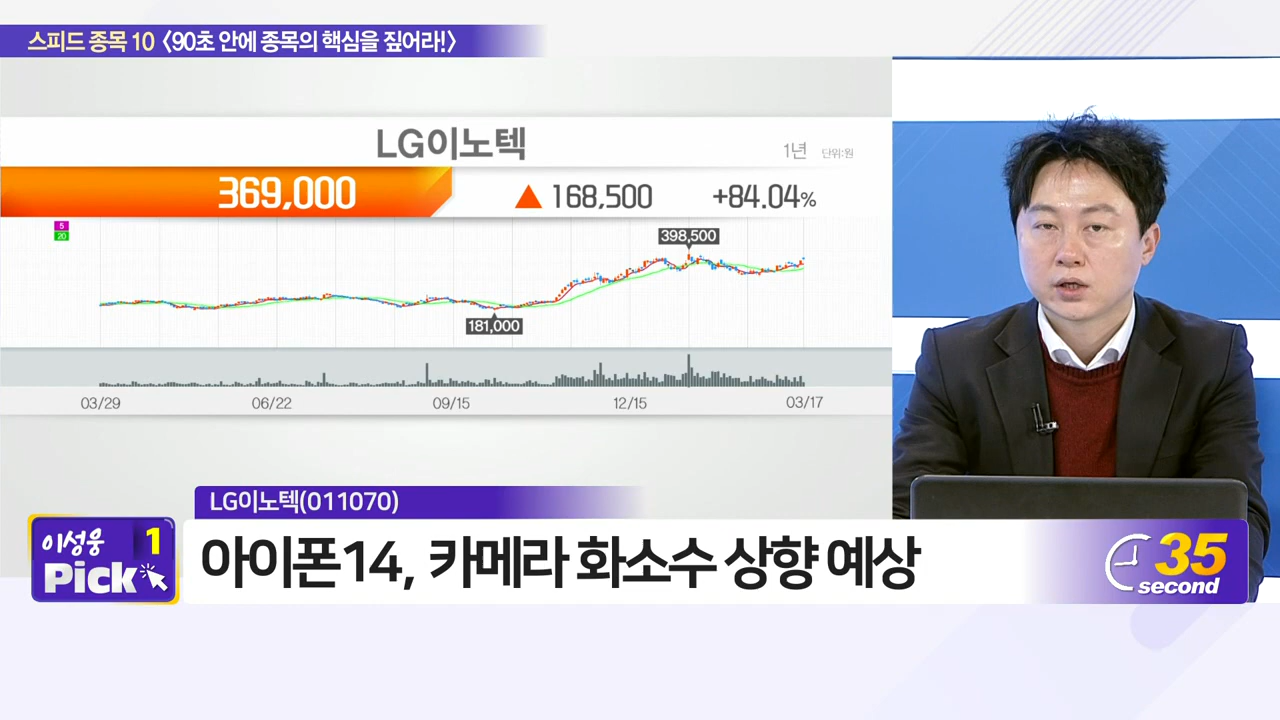 스피드 종목 10 <90초 안에 종목의 핵심을 짚어라!>
LG이노텍
1년 단위:원
369,000 ▲ 168,500 +84.04%
5
20
398,500
181,000
03/29 06/22 09/15 12/15 03/17
LG이노텍(011070)
이성웅 1
Pick
아이폰14, 카메라 화소수 상향 예상
35
second